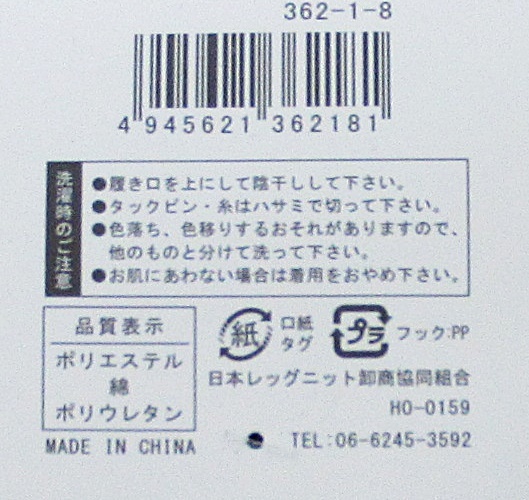 362-1-8
4 945621 362181
洗濯時のご注意
●履き口を上にして陰干しして下さい。
●タックピン・糸はハサミで切って下さい。
●色落ち、色移りするおそれがありますので、
他のものと分けて洗って下さい。
●お肌にあわない場合は着用をおやめ下さい。
品質表示
ポリエステル
綿
ポリウレタン
MADE IN CHINA
紙
口紙
タグ
プラ
フック:PP
日本レッグニット卸商協同組合
HO-0159
TEL:06-6245-3592